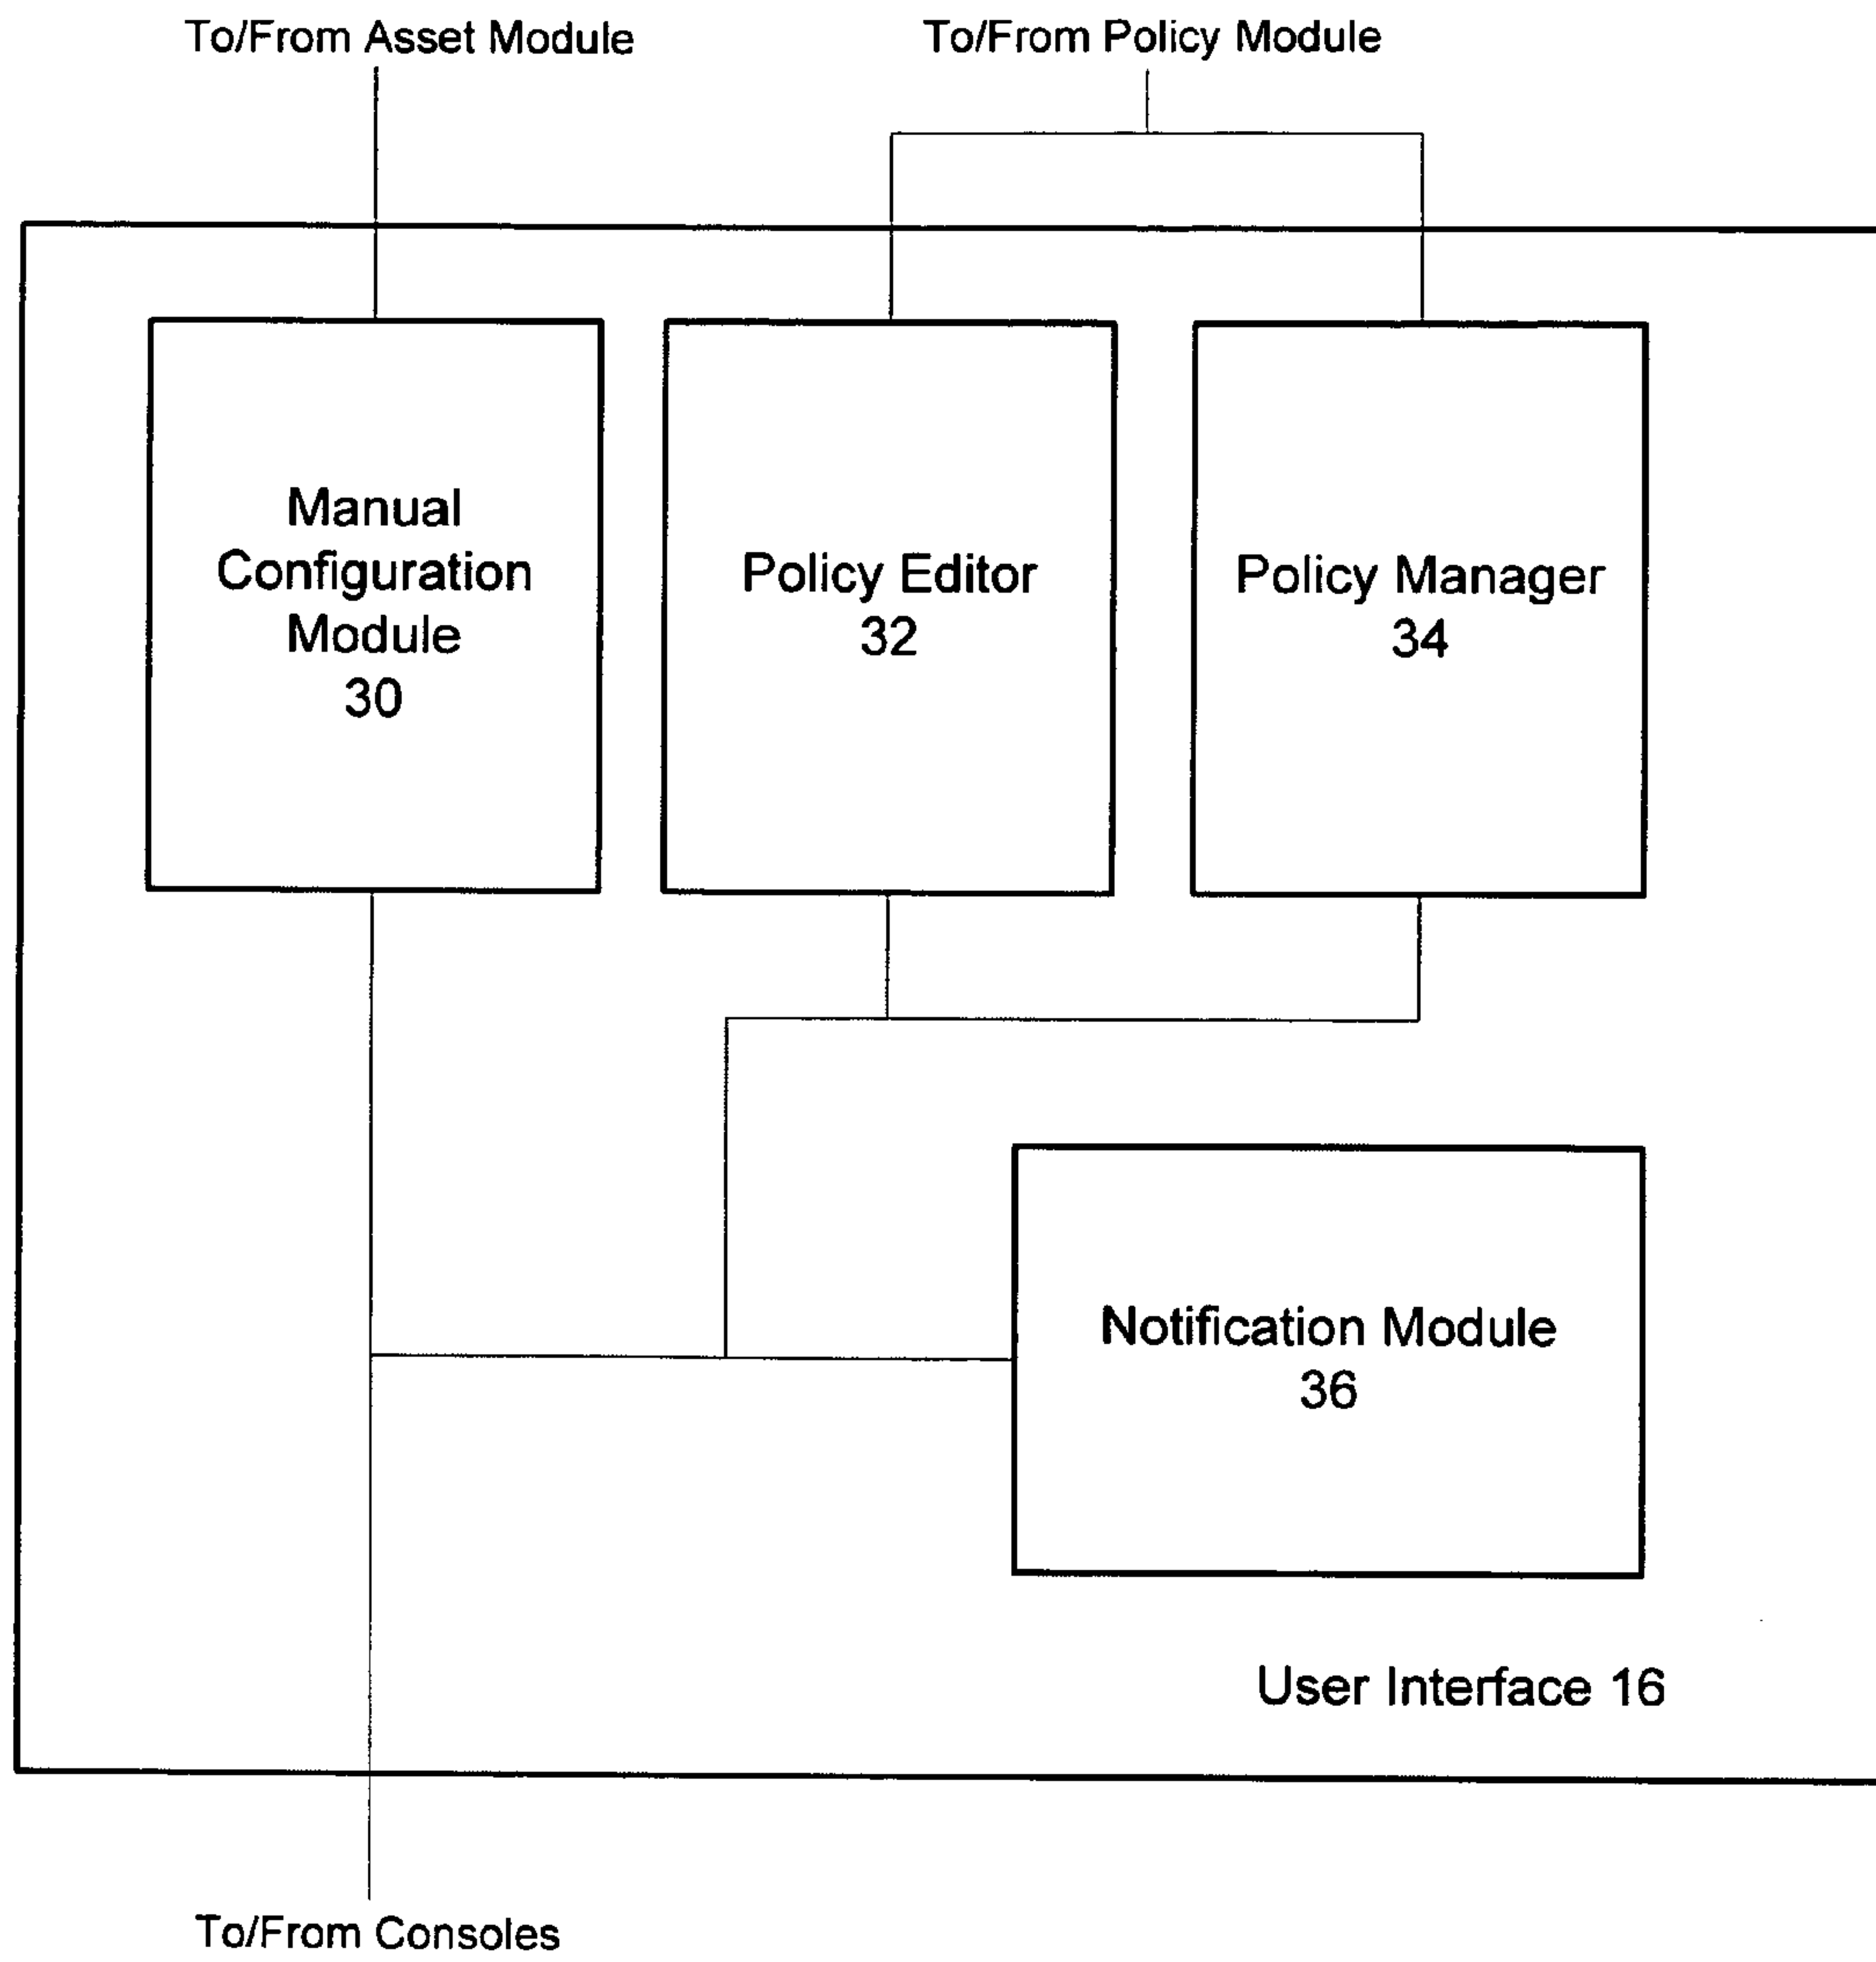 To/From Asset Module
To/From Policy Module
Manual
Configuration
Module
30
Policy Editor
32
Policy Manager
34
Notification Module
36
User Interface 16
To/From Consoles